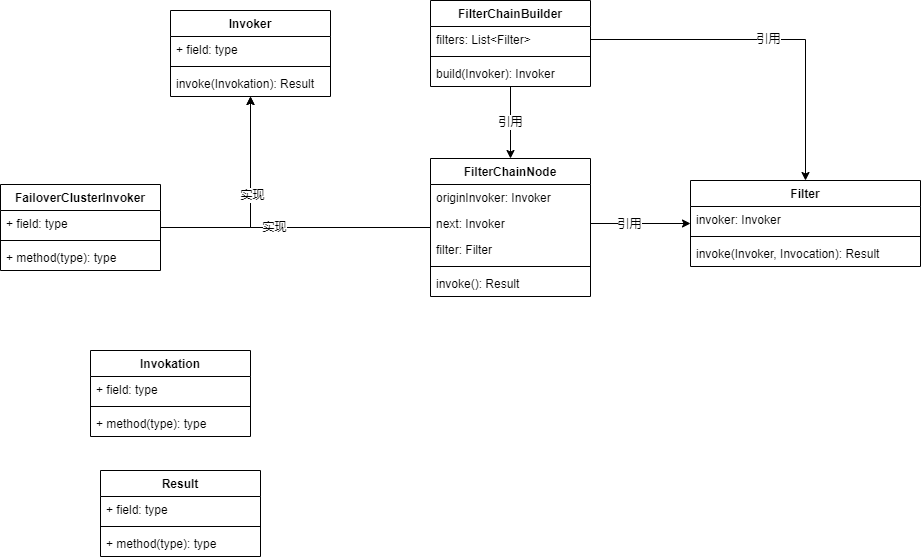 Invoker
+ field: type
invoke(Invokation): Result
FilterChainBuilder
filters: List<Filter>
build(Invoker): Invoker
引用
引用
FailoverClusterInvoker
+ field: type
+ method(type): type
实现
实现
FilterChainNode
originInvoker: Invoker
next: Invoker
filter: Filter
invoke(): Result
引用
Filter
invoker: Invoker
invoke(Invoker, Invocation): Result
Invokation
+ field: type
+ method(type): type
Result
+ field: type
+ method(type): type